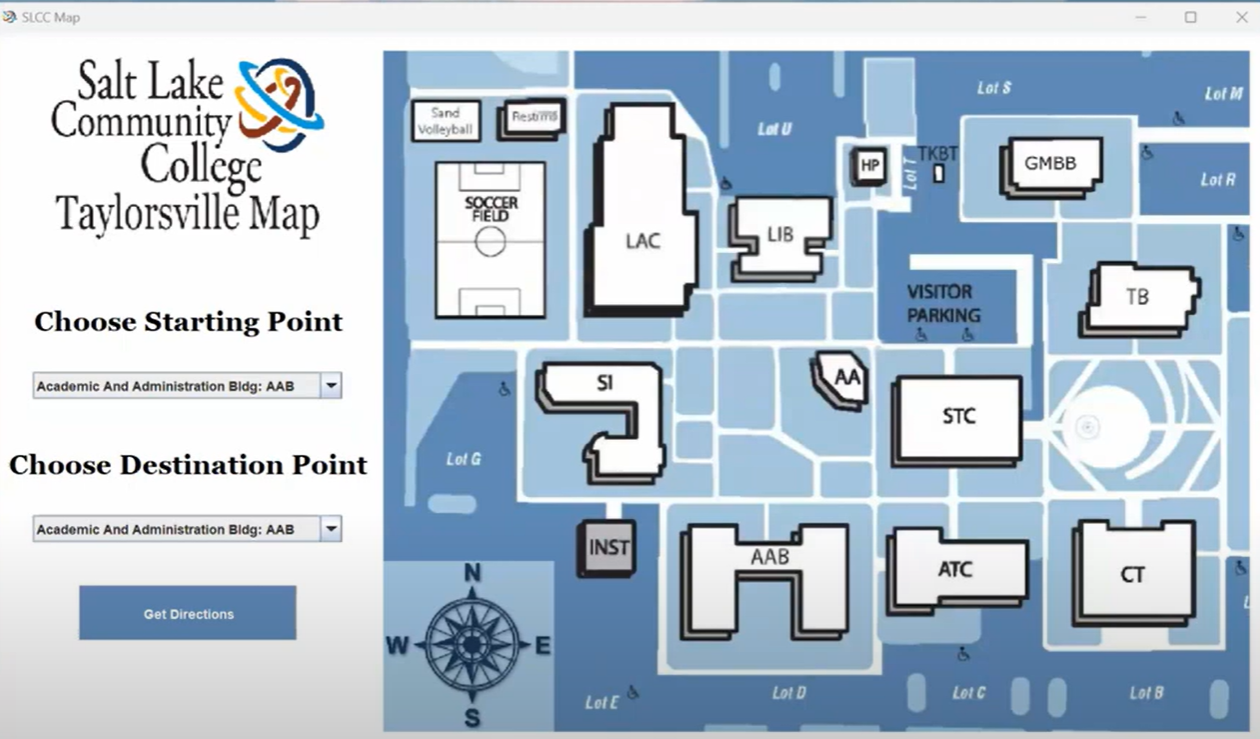 SLCC Map
Salt Lake
Community
College
Taylorsville Map
Choose Starting Point
Academic And Administration Bldg: AAB
Choose Destination Point
Academic And Administration Bldg: AAB
Get Directions
Sand
Volleyball
SOCCER
FIELD
LAC
Lot U
LIB
HP
Lot T
TKBT
Lot S
Lot M
GMBB
Lot R
VISITOR
PARKING
TB
SI
AA
STC
Lot G
INST
AAB
ATC
CT
N
W
E
S
Lot E
Lot D
Lot C
Lot B